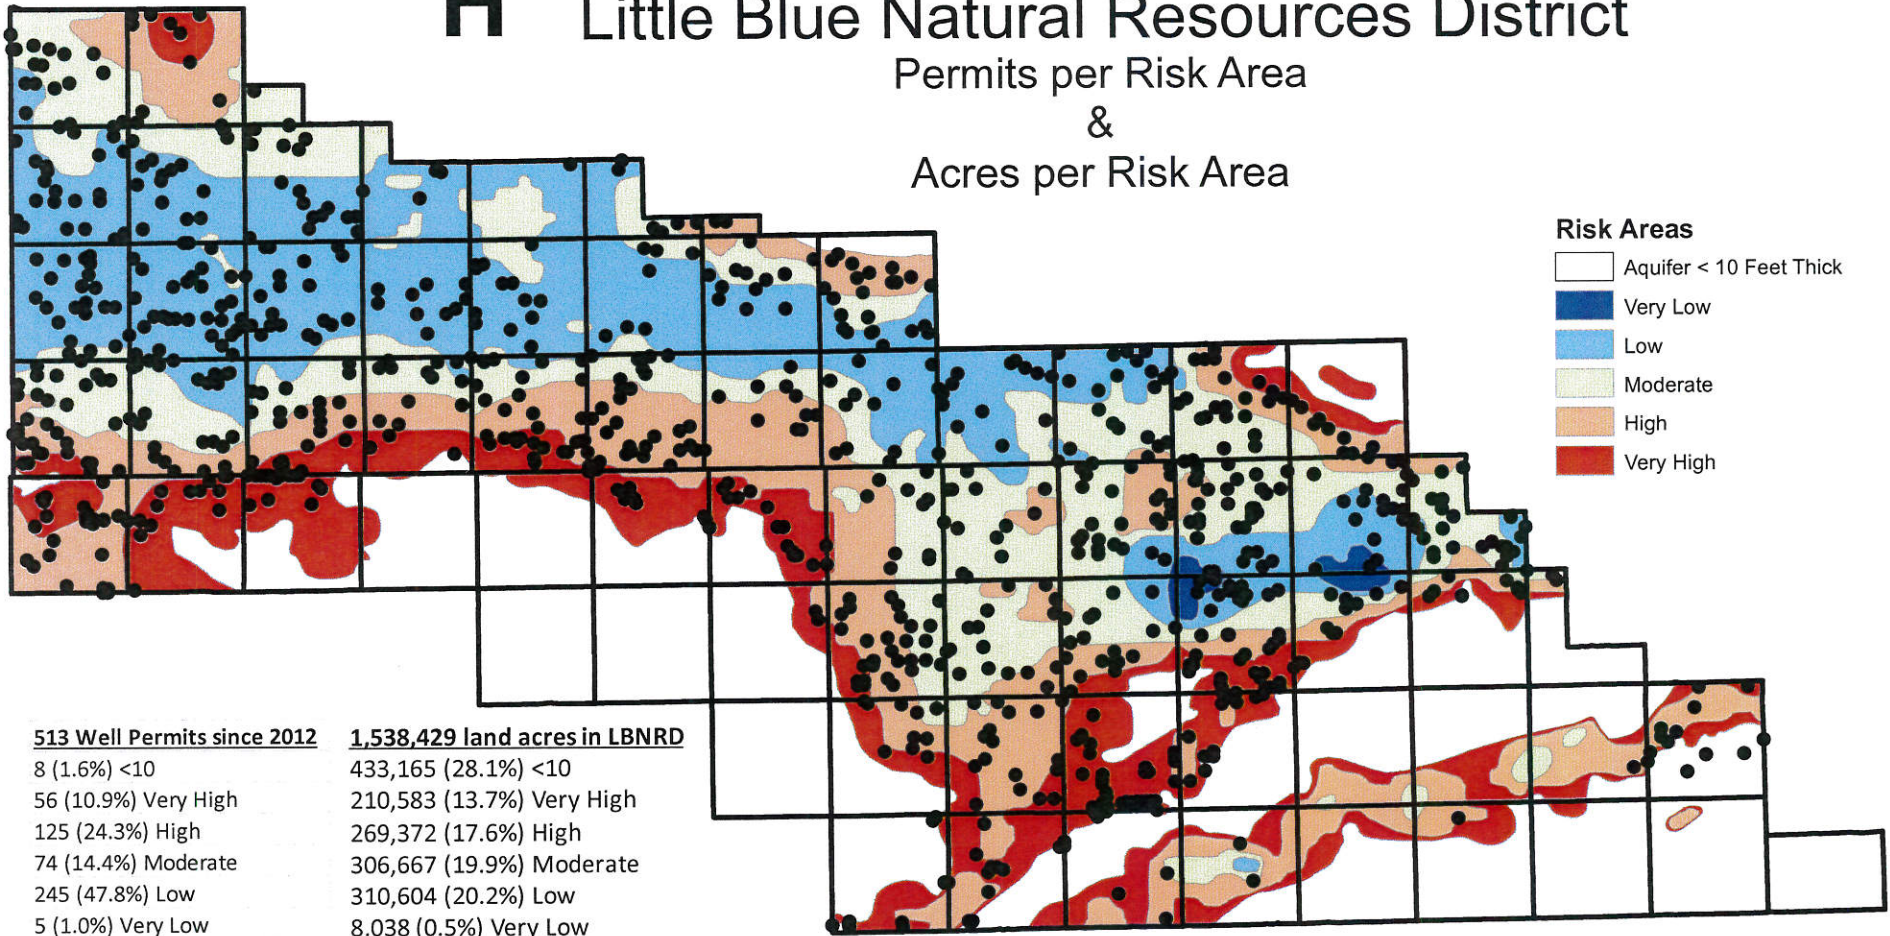 Little Blue Natural Resources District
Permits per Risk Area
&
Acres per Risk Area
Risk Areas
Aquifer < 10 Feet Thick
Very Low
Low
Moderate
High
Very High
513 Well Permits since 2012
8 (1.6%) <10
56 (10.9%) Very High
125 (24.3%) High
74 (14.4%) Moderate
245 (47.8%) Low
5 (1.0%) Very Low
1,538,429 land acres in LBNRD
433,165 (28.1%) <10
210,583 (13.7%) Very High
269,372 (17.6%) High
306,667 (19.9%) Moderate
310,604 (20.2%) Low
8,038 (0.5%) Very Low